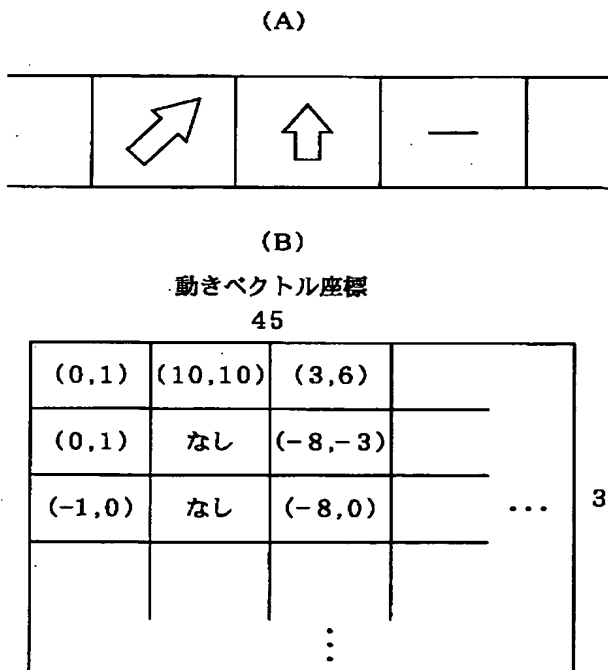 (A)
(B)
動きベクトル座標
45
(0,1) (10,10) (3,6)
(0,1) なし (-8,-3)
(-1,0) なし (-8,0) … 3
⋮